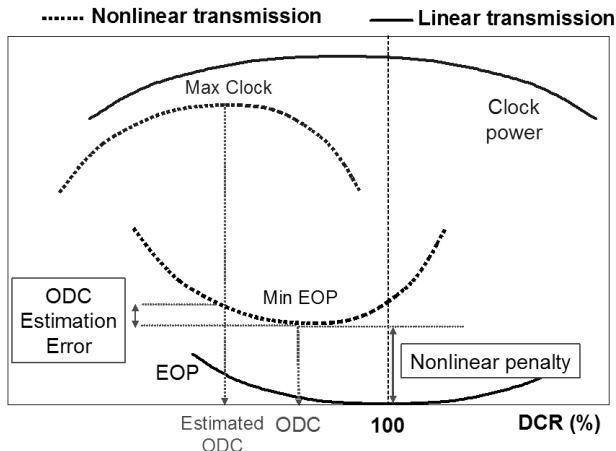 Nonlinear transmission
Linear transmission
Max Clock
Clock
power
ODC
Estimation
Error
Min EOP
EOP
Nonlinear penalty
Estimated
ODC
ODC
100
DCR (%)